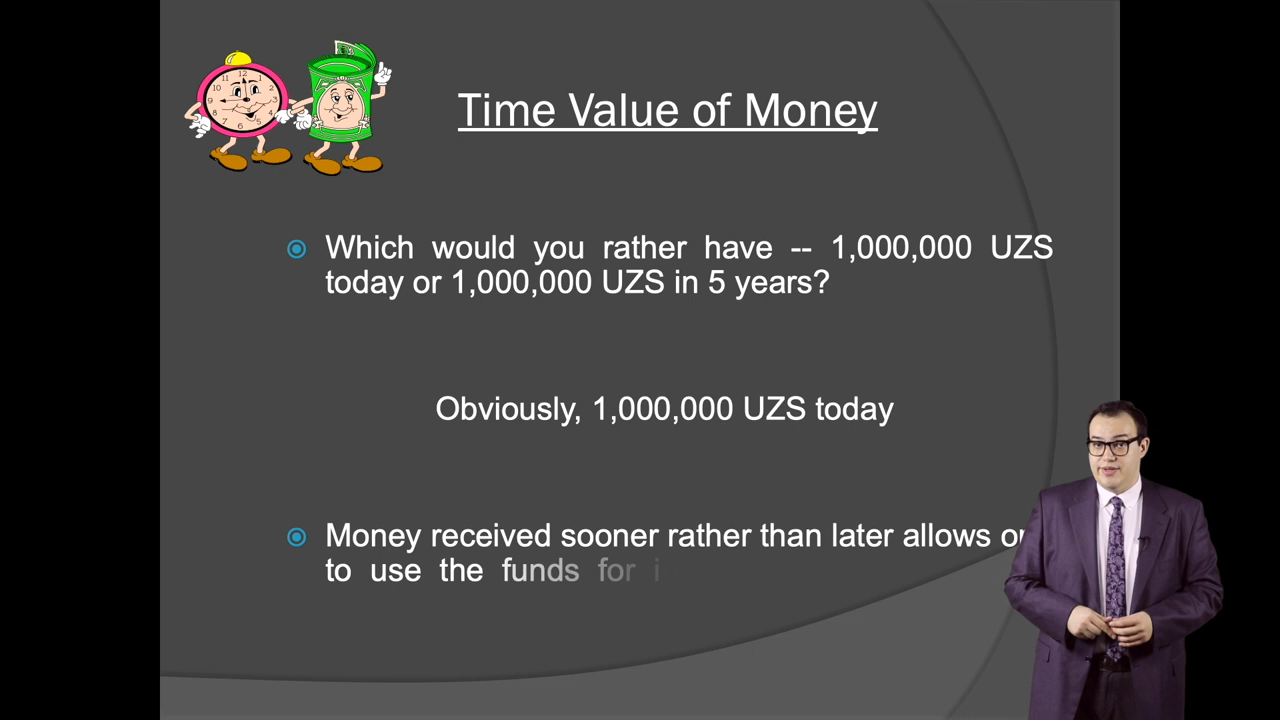 Time Value of Money
Which would you rather have -- 1,000,000 UZS
today or 1,000,000 UZS in 5 years?
Obviously, 1,000,000 UZS today
Money received sooner rather than later allows
to use the funds for